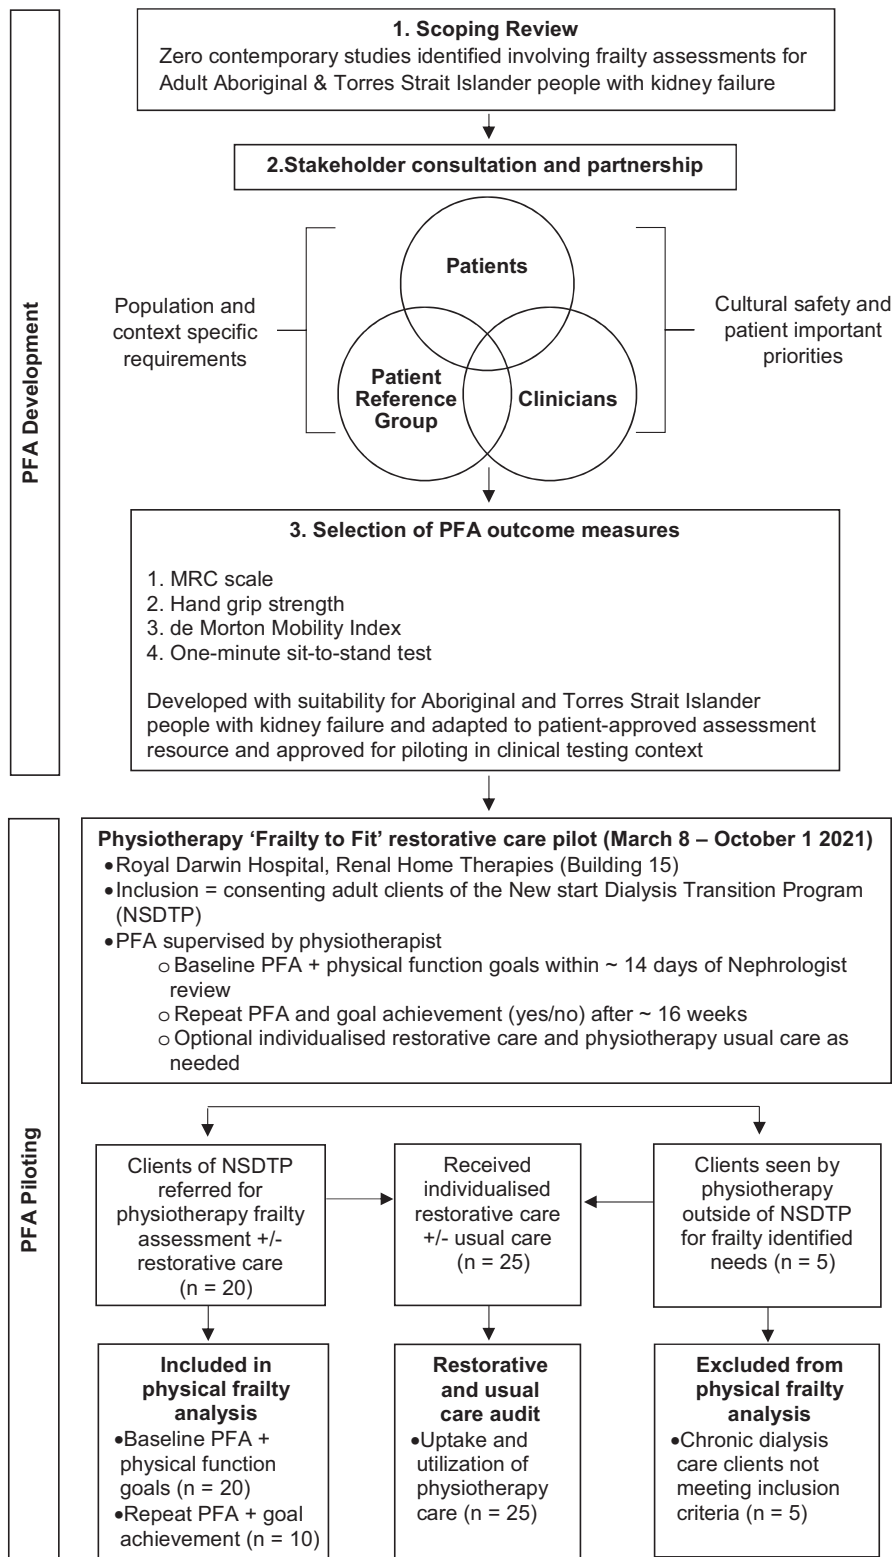 PFA Development
1. Scoping Review
Zero contemporary studies identified involving frailty assessments for
Adult Aboriginal & Torres Strait Islander people with kidney failure
2.Stakeholder consultation and partnership
Population and
context specific
requirements
Patients
Patient
Reference
Group
Clinicians
Cultural safety and
patient important
priorities
3. Selection of PFA outcome measures
1. MRC scale
2. Hand grip strength
3. de Morton Mobility Index
4. One-minute sit-to-stand test
Developed with suitability for Aboriginal and Torres Strait Islander
people with kidney failure and adapted to patient-approved assessment
resource and approved for piloting in clinical testing context
PFA Piloting
Physiotherapy ‘Frailty to Fit’ restorative care pilot (March 8 – October 1 2021)
•Royal Darwin Hospital, Renal Home Therapies (Building 15)
•Inclusion = consenting adult clients of the New start Dialysis Transition Program
(NSDTP)
•PFA supervised by physiotherapist
o Baseline PFA + physical function goals within ~ 14 days of Nephrologist
review
o Repeat PFA and goal achievement (yes/no) after ~ 16 weeks
o Optional individualised restorative care and physiotherapy usual care as
needed
Clients of NSDTP
referred for
physiotherapy frailty
assessment +/-
restorative care
(n = 20)
Received
individualised
restorative care
+/- usual care
(n = 25)
Clients seen by
physiotherapy
outside of NSDTP
for frailty identified
needs (n = 5)
Included in
physical frailty
analysis
•Baseline PFA +
physical function
goals (n = 20)
•Repeat PFA + goal
achievement (n = 10)
Restorative
and usual
care audit
•Uptake and
utilization of
physiotherapy
care (n = 25)
Excluded from
physical frailty
analysis
•Chronic dialysis
care clients not
meeting inclusion
criteria (n = 5)